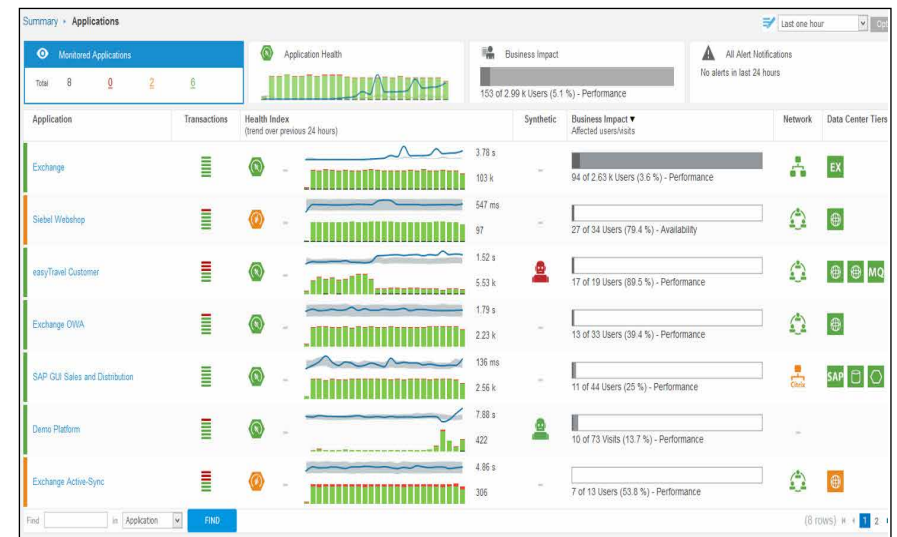 Summary ▸ Applications
Last one hour
Monitored Applications
Total 8 0 2 6
Application Health
Business Impact
153 of 2.99 k Users (5.1 %) - Performance
All Alert Notifications
No alerts in last 24 hours
Application Transactions Health Index Synthetic Business Impact ▼ Network Data Center Tiers
(trend over previous 24 hours) Affected users/visits
Exchange - 3.78 s
103 k - 94 of 2.63 k Users (3.6 %) - Performance EX
Siebel Webshop - 547 ms
97 - 27 of 34 Users (79.4 %) - Availability
easyTravel Customer - 1.52 s
5.53 k 17 of 19 Users (89.5 %) - Performance MQ
Exchange OWA - 1.79 s
2.23 k - 13 of 33 Users (39.4 %) - Performance
SAP GUI Sales and Distribution - 136 ms
2.56 k - 11 of 44 Users (25 %) - Performance Citrix SAP
Demo Platform - 7.88 s
422 10 of 73 Visits (13.7 %) - Performance -
Exchange Active-Sync - 4.86 s
306 - 7 of 13 Users (53.8 %) - Performance
Find in Application FIND (8 rows) 1 2